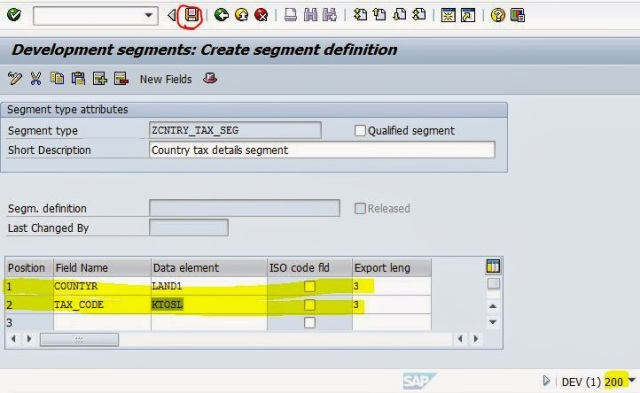 Development segments: Create segment definition
New Fields
Segment type attributes
Segment type ZCNTRY_TAX_SEG Qualified segment
Short Description Country tax details segment
Segm. definition Released
Last Changed By
Position Field Name Data element ISO code fld Export leng
1 COUNTYR LAND1 3
2 TAX_CODE KTOSL 3
3
SAP DEV (1) 200